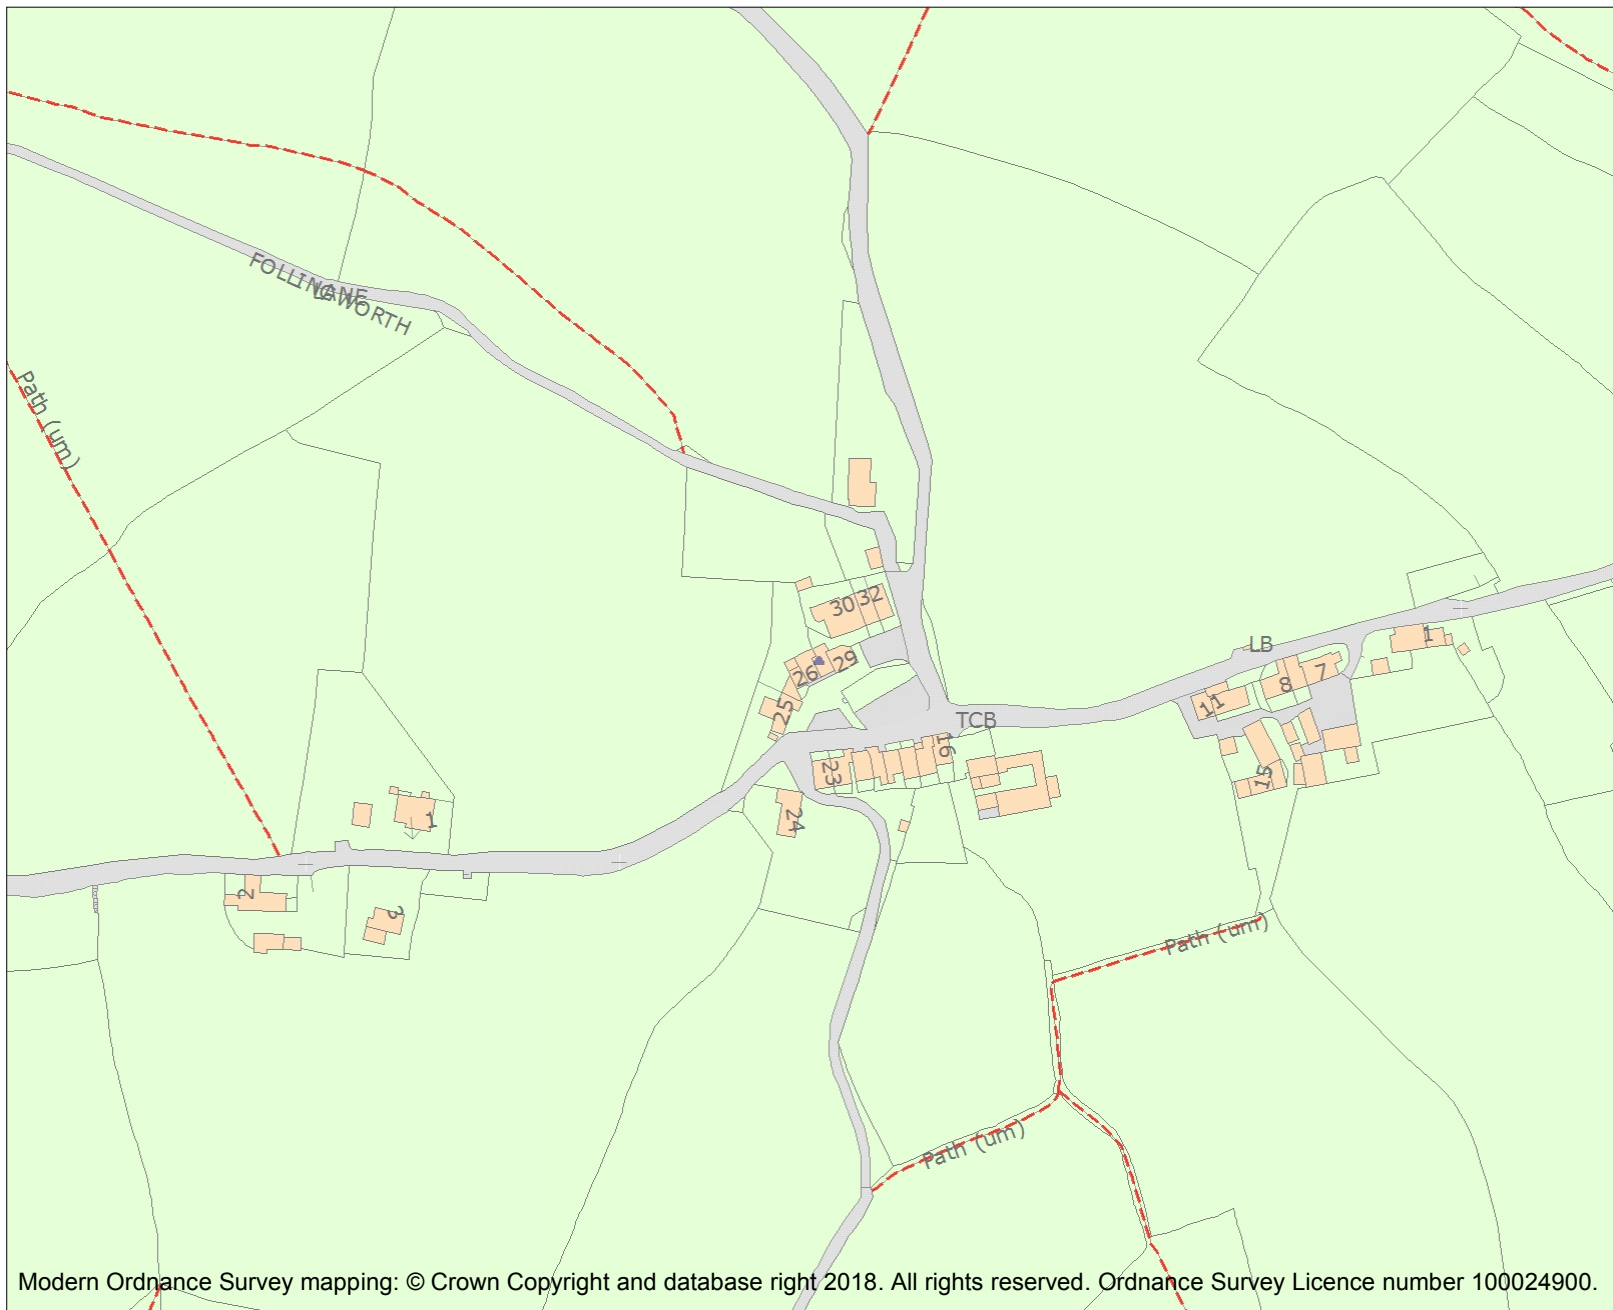 FOLLINGWORTH
LANE
Path (um)
30
32
LB
1
26
29
8
7
25
11
TCB
16
23
15
24
1
2
3
Path (um)
Path (um)
Modern Ordnance Survey mapping: © Crown Copyright and database right 2018. All rights reserved. Ordnance Survey Licence number 100024900.